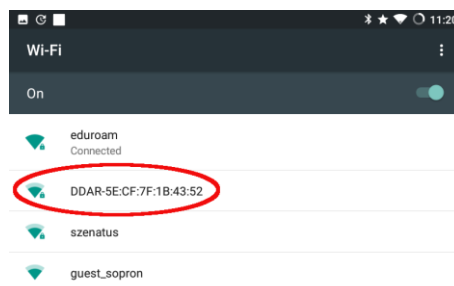 11:20
Wi-Fi
On
eduroam
Connected
DDAR-5E:CF:7F:1B:43:52
szenatus
guest_sopron